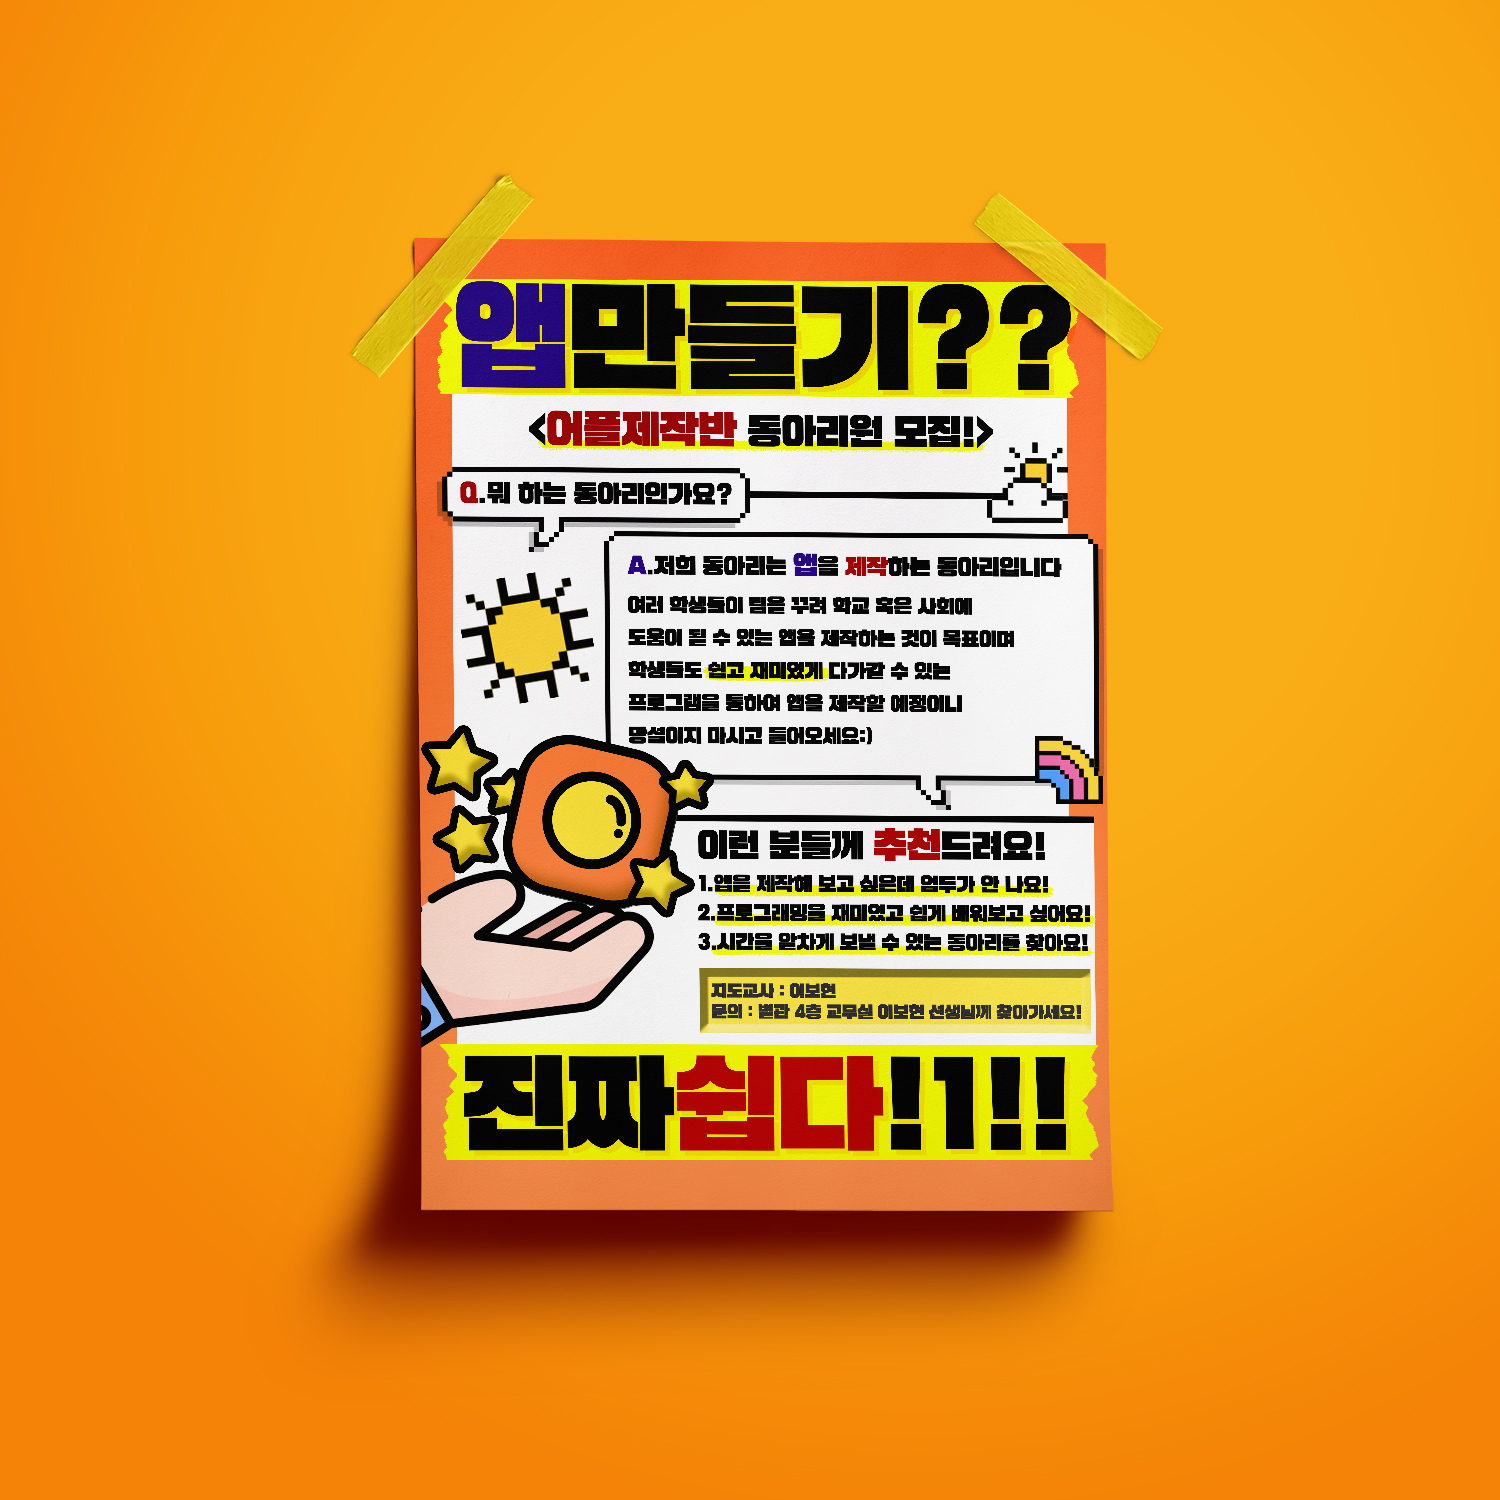 앱만들기??
<어플제작반 동아리원 모집!>
Q.뭐 하는 동아리인가요?
A.저희 동아리는 앱을 제작하는 동아리입니다
여러 학생들이 팀을 꾸려 학교 혹은 사회에
도움이 될 수 있는 앱을 제작하는 것이 목표이며
학생들도 쉽고 재미있게 다가갈 수 있는
프로그램을 통하여 앱을 제작할 예정이니
망설이지 마시고 들어오세요:)
이런 분들께 추천드려요!
1.앱을 제작해 보고 싶은데 엄두가 안 나요!
2.프로그래밍을 재미있고 쉽게 배워보고 싶어요!
3.시간을 알차게 보낼 수 있는 동아리를 찾아요!
지도교사 : 이보현
문의 : 별관 4층 교무실 이보현 선생님께 찾아가세요!
진짜쉽다!1!!